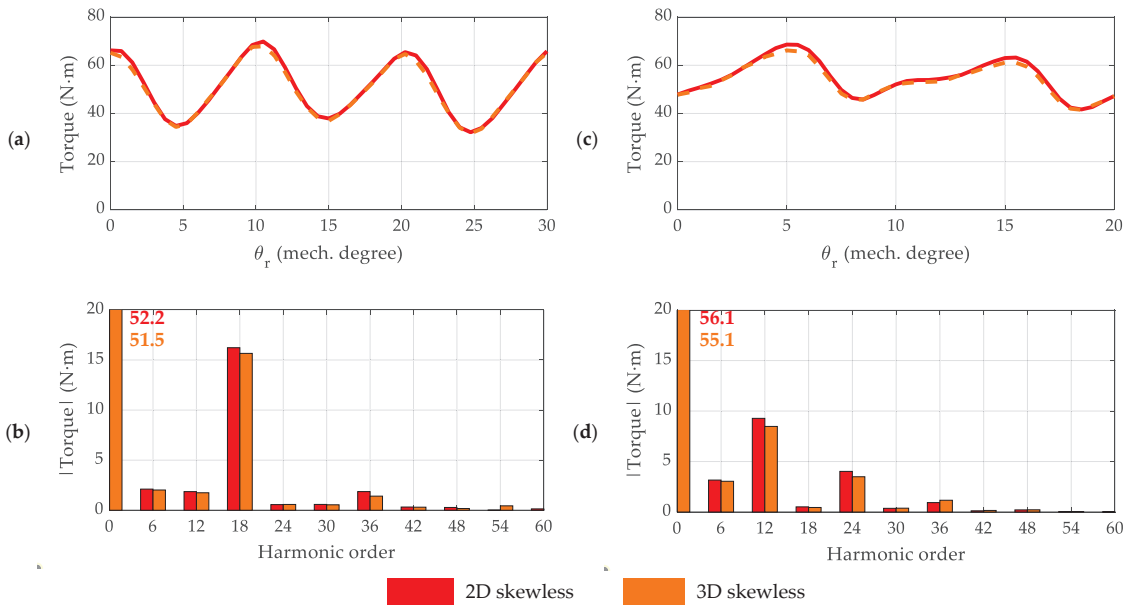 (a)
Torque (N·m)
80
60
40
20
0
0 5 10 15 20 25 30
θr (mech. degree)
(c)
Torque (N·m)
80
60
40
20
0
0 5 10 15 20
θr (mech. degree)
(b)
|Torque| (N·m)
20
15
10
5
0
52.2
51.5
0 6 12 18 24 30 36 42 48 54 60
Harmonic order
(d)
|Torque| (N·m)
20
15
10
5
0
56.1
55.1
0 6 12 18 24 30 36 42 48 54 60
Harmonic order
2D skewless 3D skewless